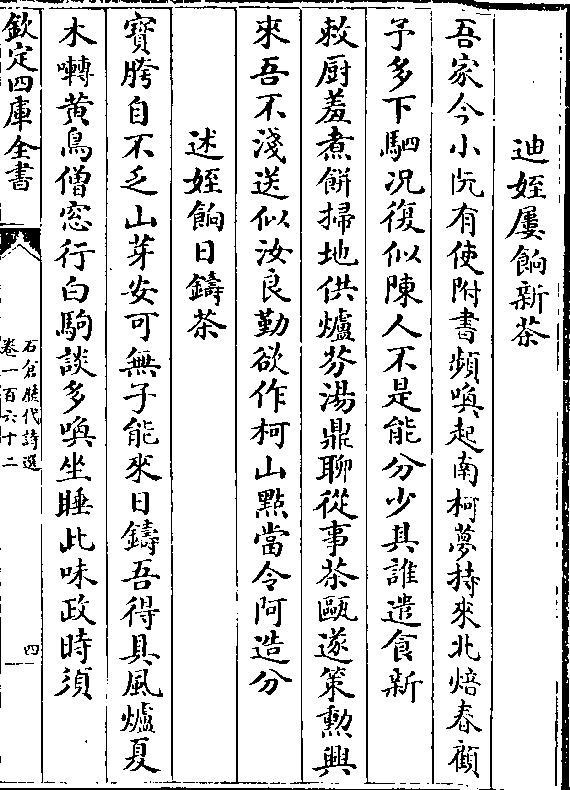 迪姪屢餉新茶
吾家今小阮有使附書頻喚起南柯夢持來北焙春顧
予多下駟况復似陳人不是能分少其誰遣食新
敕厨羞煮餅掃地供爐芬湯鼎聊從事茶甌遂策勲興
來吾不淺送似汝良勤欲作柯山點當令阿造分
述姪餉日鑄茶
寶胯自不乏山芽安可無子能來日鑄吾得具風爐夏
木囀黄鳥僧窓行白駒談多喚坐睡此味政時須
欽定四庫全書
石倉歴代詩選
卷一百六十二
四